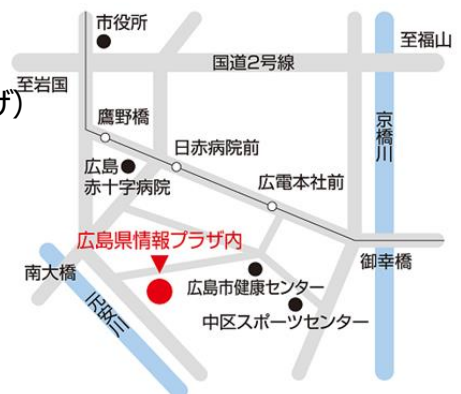 市役所
至福山
国道2号線
至岩国
ザ)
鷹野橋
京橋川
日赤病院前
広島
赤十字病院
広電本社前
広島県情報プラザ内
御幸橋
南大橋
広島市健康センター
元安川
中区スポーツセンター